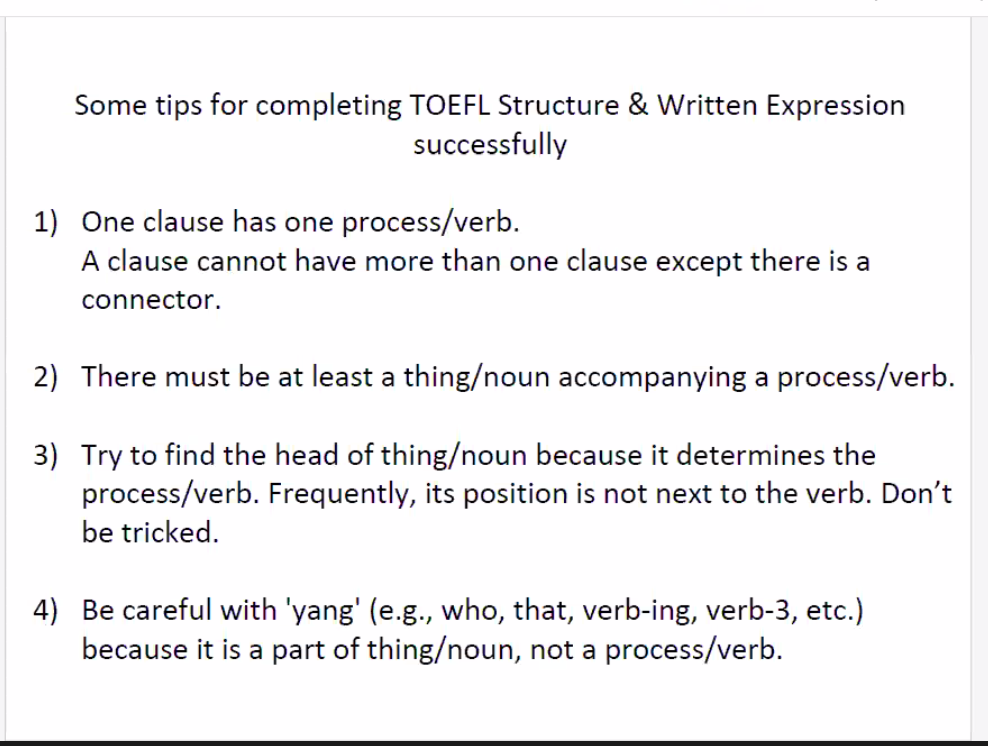 Some tips for completing TOEFL Structure & Written Expression
successfully
1) One clause has one process/verb.
A clause cannot have more than one clause except there is a
connector.
2) There must be at least a thing/noun accompanying a process/verb.
3) Try to find the head of thing/noun because it determines the
process/verb. Frequently, its position is not next to the verb. Don’t
be tricked.
4) Be careful with 'yang' (e.g., who, that, verb-ing, verb-3, etc.)
because it is a part of thing/noun, not a process/verb.